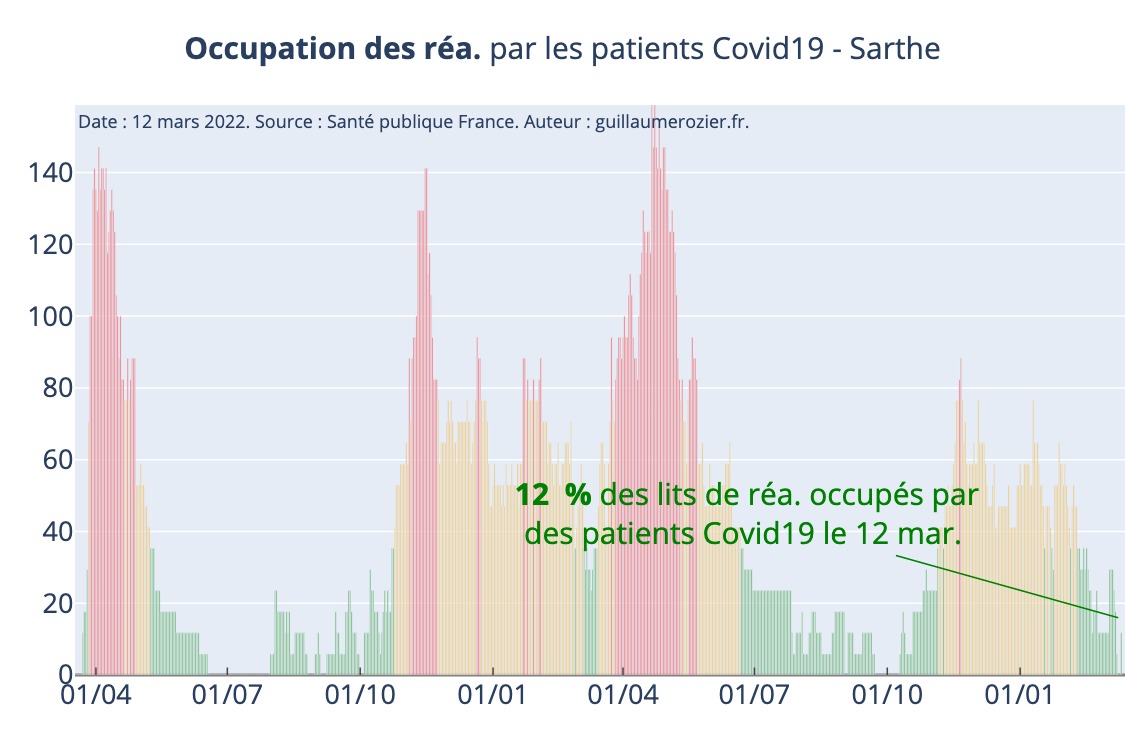 Occupation des réa. par les patients Covid19 - Sarthe
Date : 12 mars 2022. Source : Santé publique France. Auteur : guillaumerozier.fr.
140
120
100
80
60
12 % des lits de réa. occupés par
des patients Covid19 le 12 mar.
40
20
0
01/04 01/07 01/10 01/01 01/04 01/07 01/10 01/01